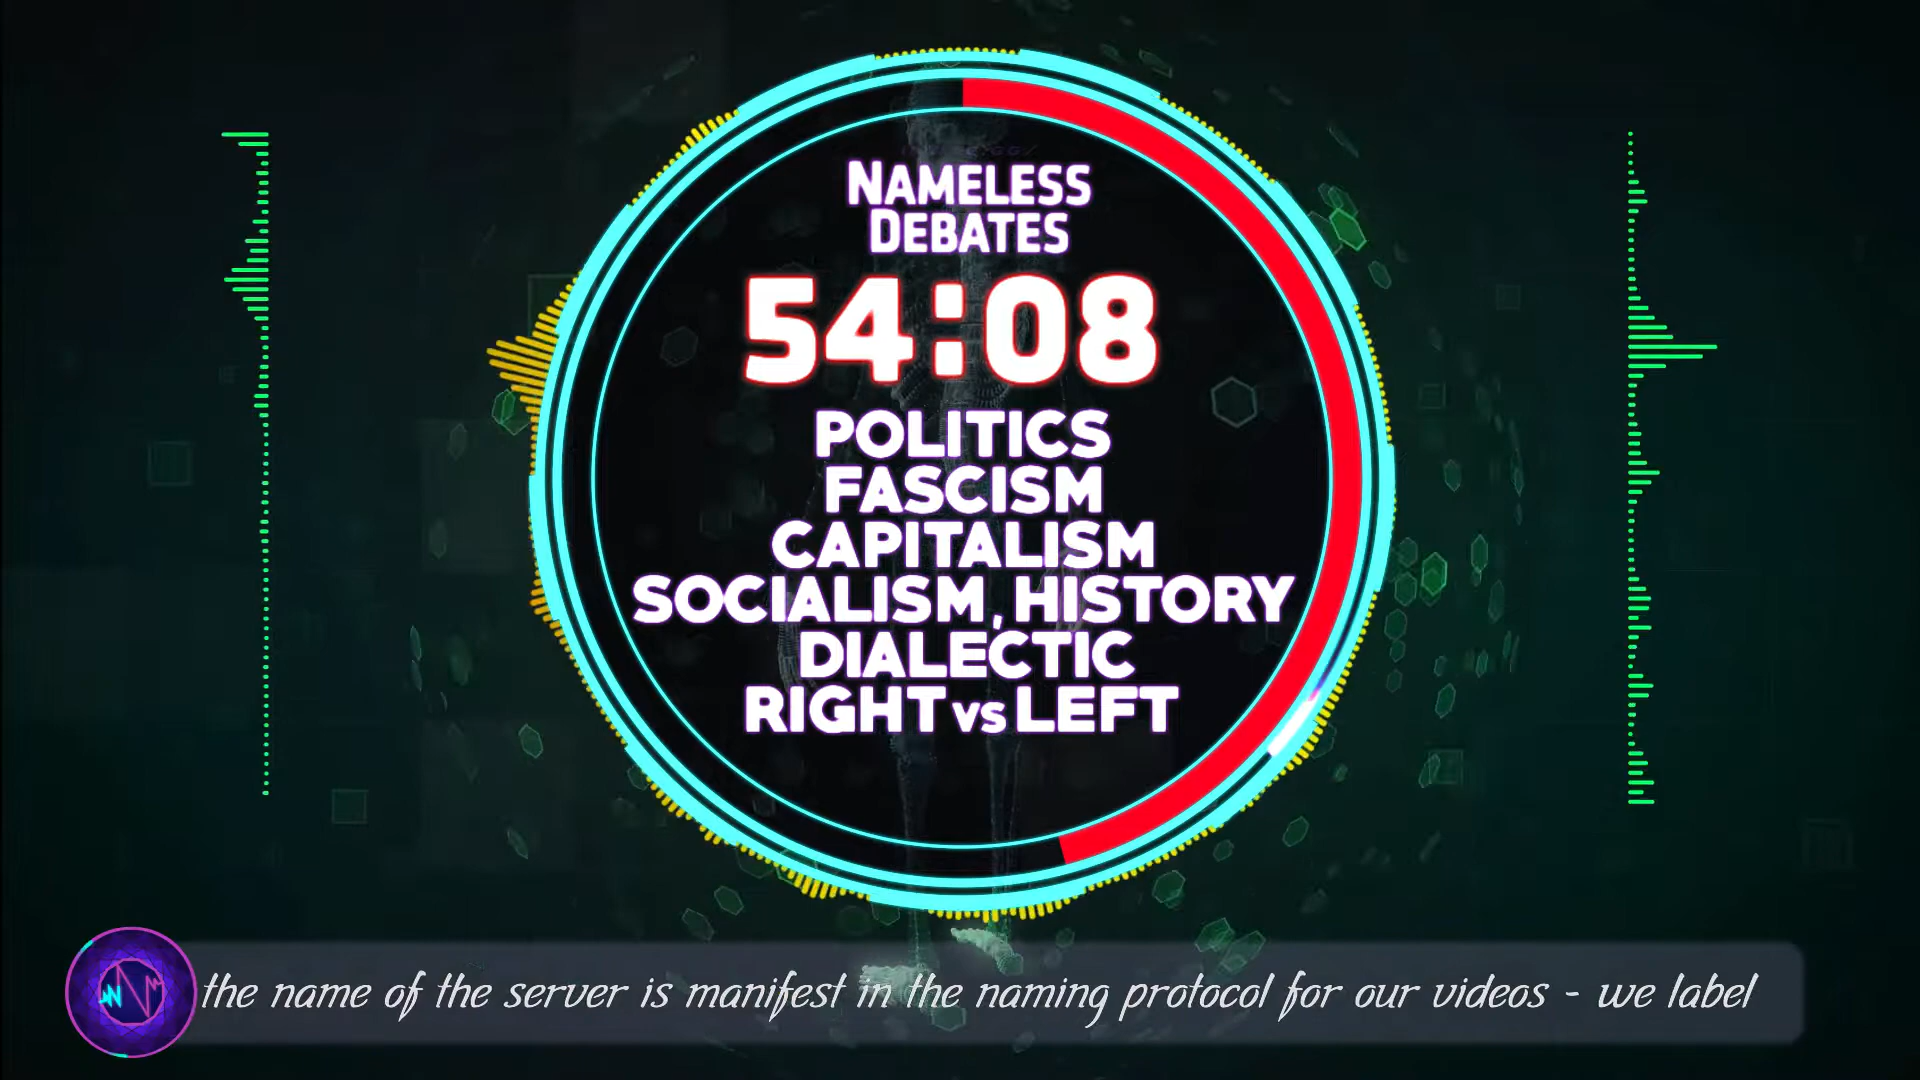 NAMELESS
DEBATES
54:08
POLITICS
FASCISM
CAPITALISM
SOCIALISM, HISTORY
DIALECTIC
RIGHT vs LEFT
the name of the server is manifest in the naming protocol for our videos - we label